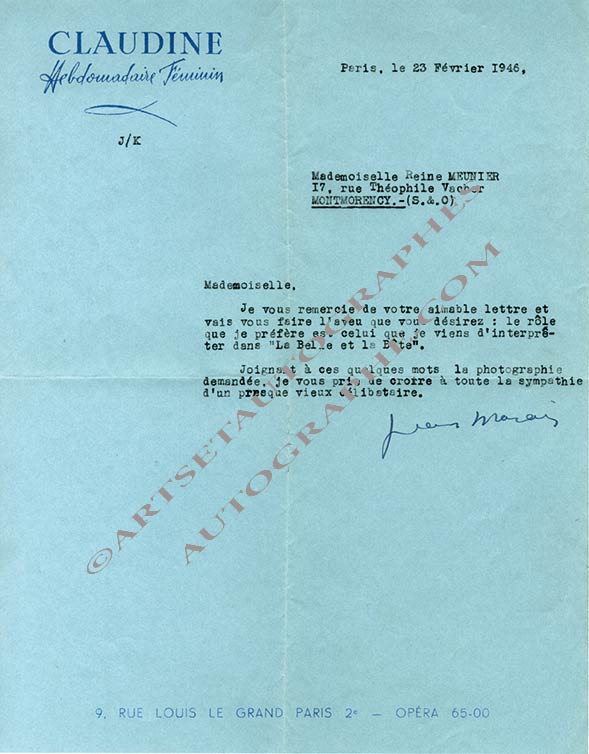 CLAUDINE
Hebdomadaire Féminin
J/K
Paris, le 23 Février 1946,
Mademoiselle Reine MEUNIER
I7, rue Théophile Vacher
MONTMORENCY.-(S.&.O)
Mademoiselle,
Je vous remercie de votre aimable lettre et
vais vous faire l'aveu que vous désirez : le rôle
que je préfère est celui que je viens d'interprê-
ter dans "La Belle et la Bête".
Joignant à ces quelques mots la photographie
demandée, je vous prie de croire à toute la sympathie
d'un presque vieux célibataire.
Jean Marais
©ARTSETAUTOGRAPHES
AUTOGRAPHE.COM
9, RUE LOUIS LE GRAND PARIS 2e — OPÉRA 65-00